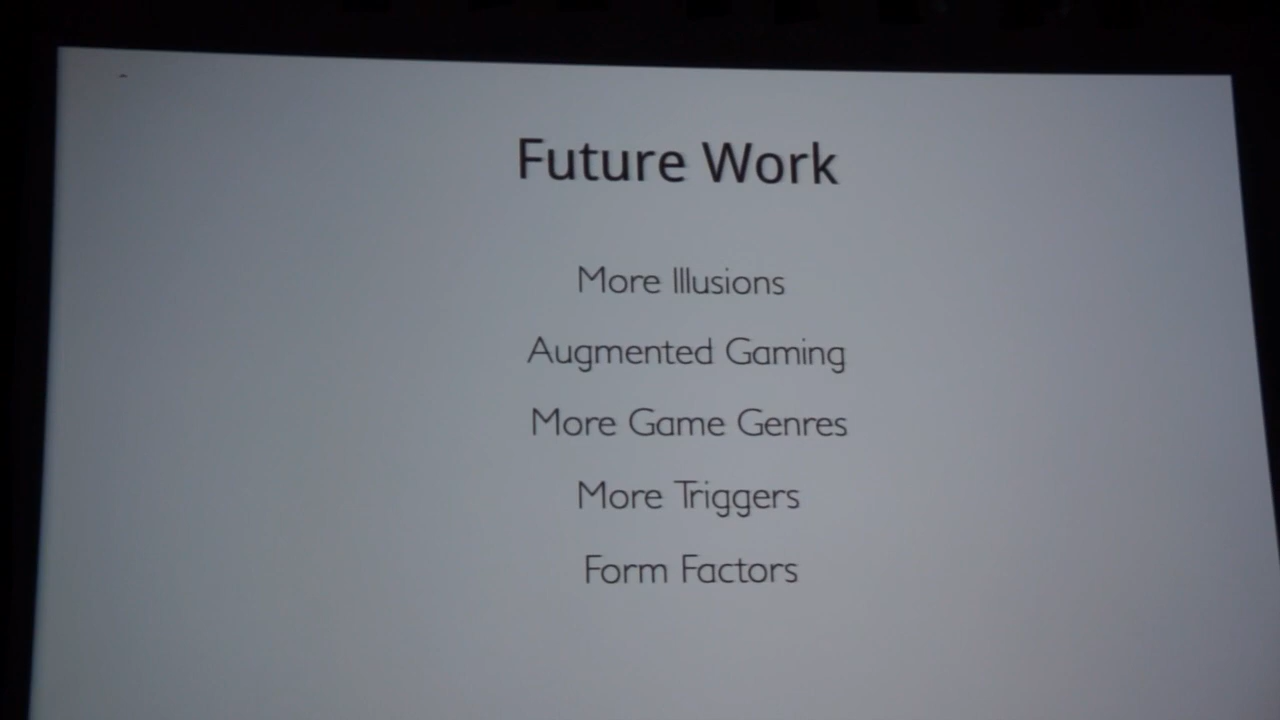 Future Work
More Illusions
Augmented Gaming
More Game Genres
More Triggers
Form Factors